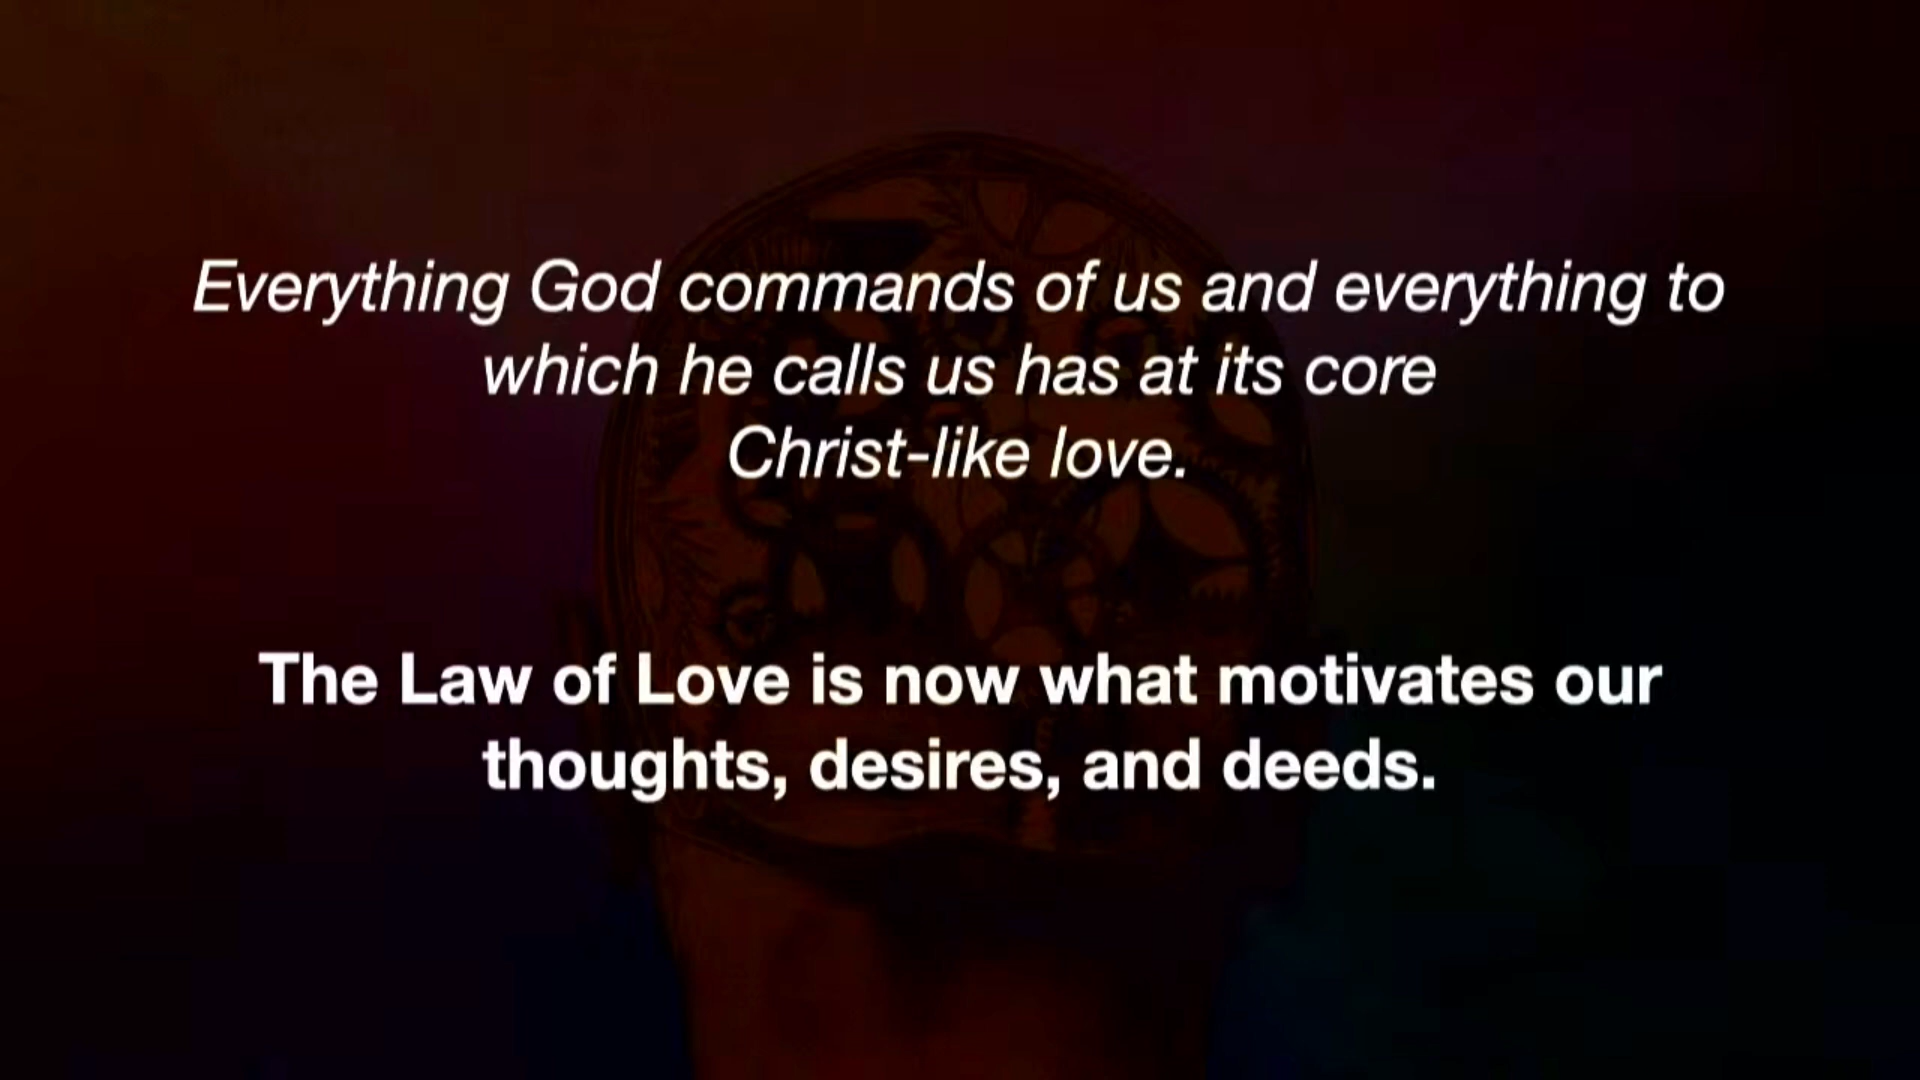 Everything God commands of us and everything to
which he calls us has at its core
Christ-like love.
The Law of Love is now what motivates our
thoughts, desires, and deeds.